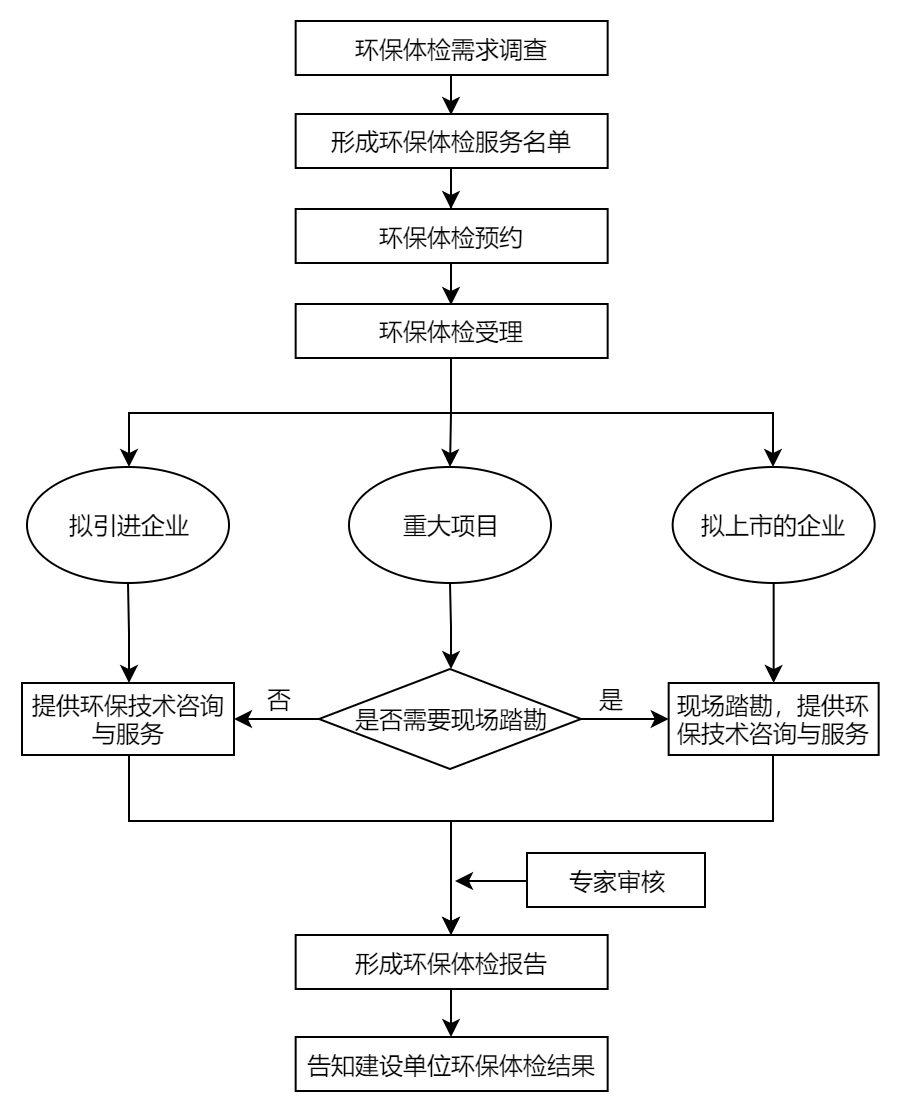 环保体检需求调查
形成环保体检服务名单
环保体检预约
环保体检受理
拟引进企业
重大项目
拟上市的企业
提供环保技术咨询
与服务
否
是否需要现场踏勘
是
现场踏勘，提供环
保技术咨询与服务
专家审核
形成环保体检报告
告知建设单位环保体检结果